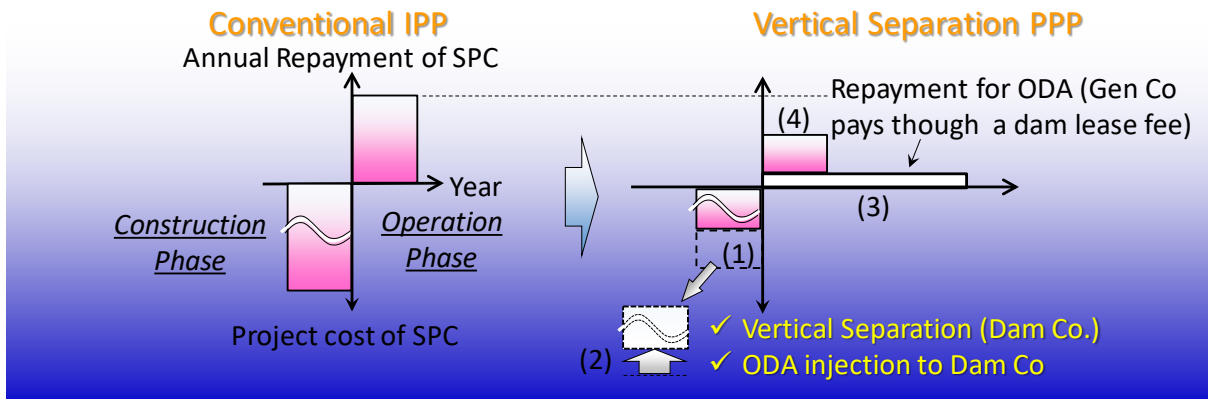 Conventional IPP
Annual Repayment of SPC
Year
Construction
Phase
Operation
Phase
Project cost of SPC
Vertical Separation PPP
Repayment for ODA (Gen Co
pays though a dam lease fee)
(4)
(3)
(1)
(2)
✓ Vertical Separation (Dam Co.)
✓ ODA injection to Dam Co